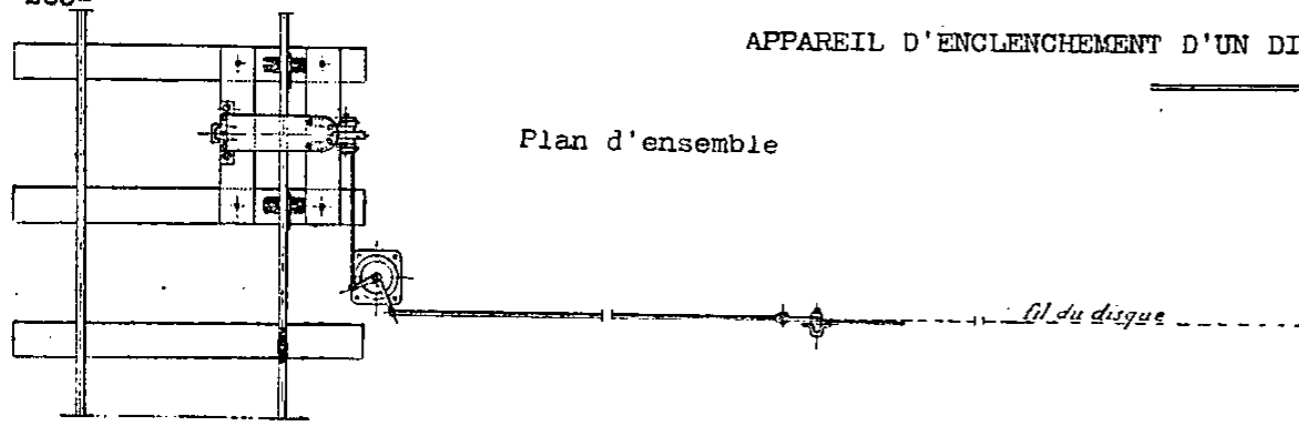 APPAREIL D'ENCLENCHEMENT D'UN DI
Plan d'ensemble
fil du disque